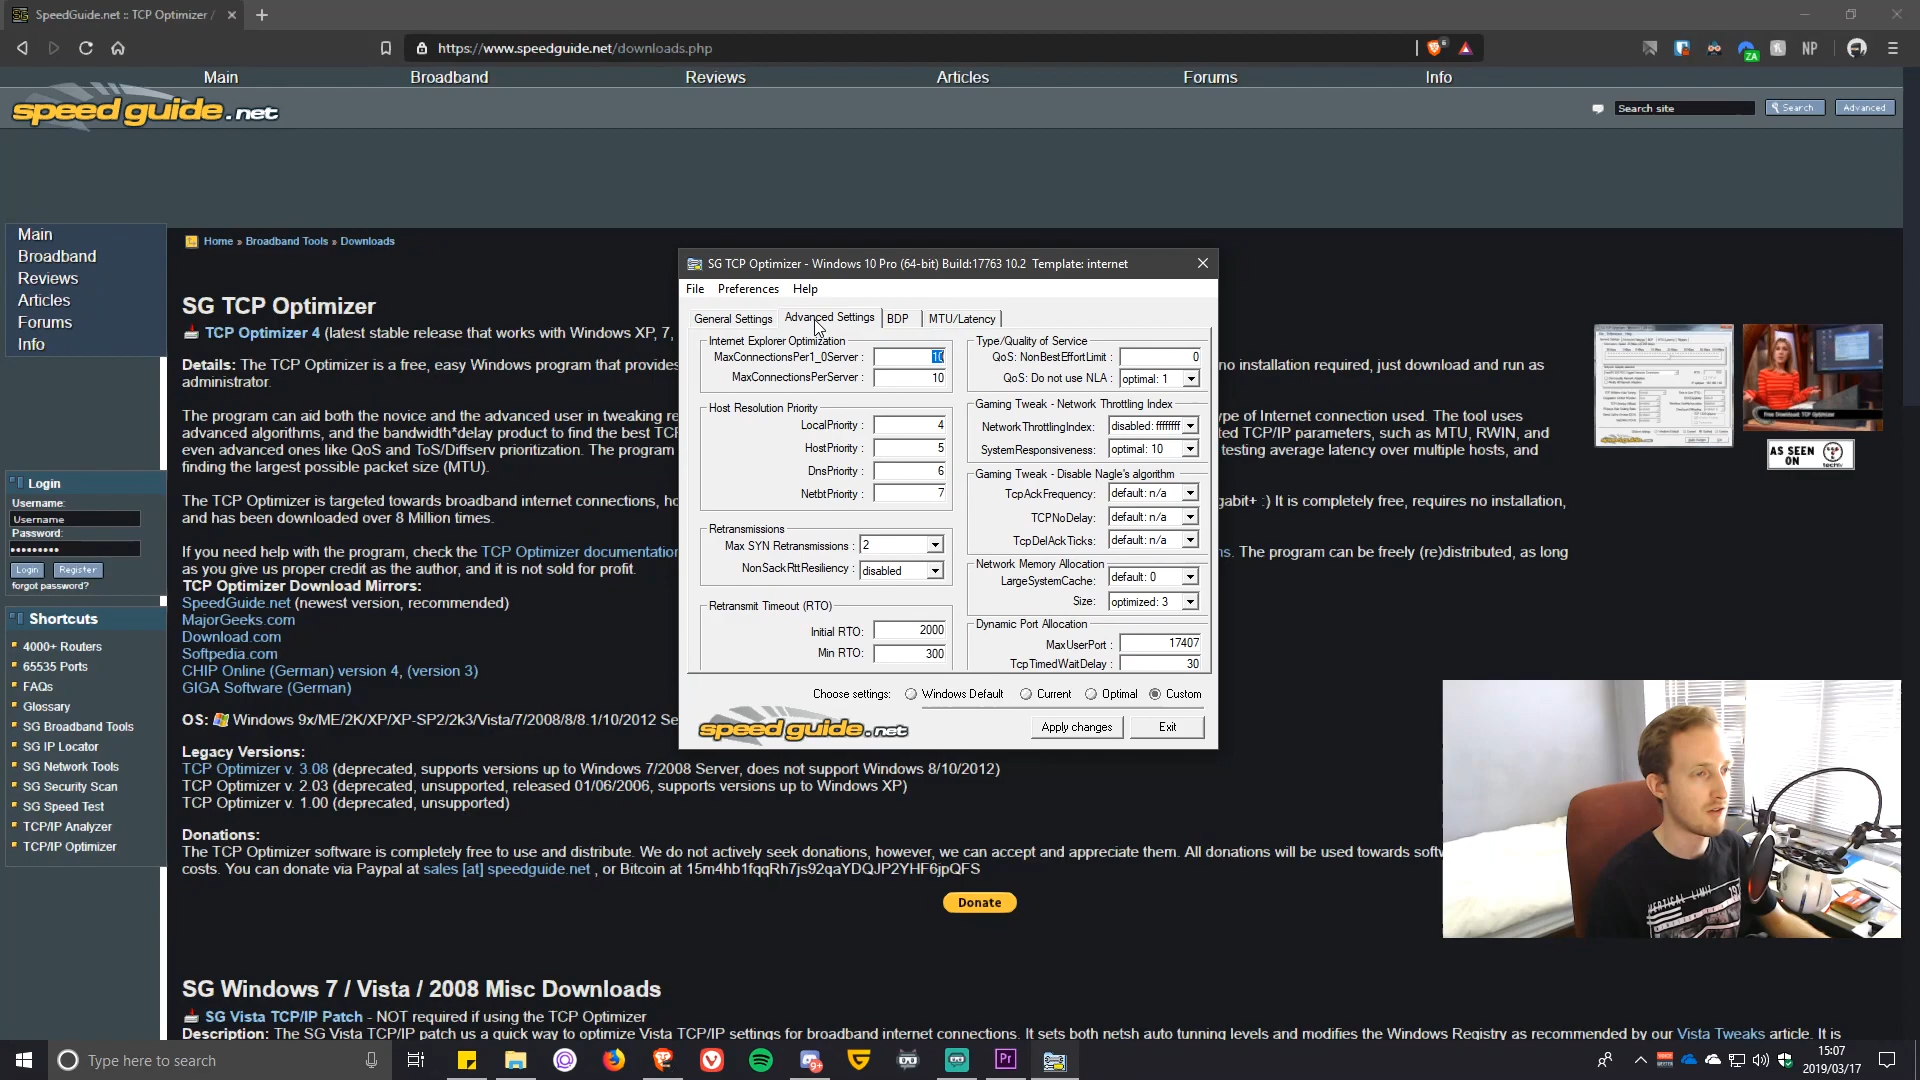 SpeedGuide.net :: TCP Optimizer /
https://www.speedguide.net/downloads.php
6
ZA
NP
Main Broadband Reviews Articles Forums Info
speed guide.net
Search site Search Advanced
Main
Broadband
Reviews
Articles
Forums
Info
Login
Username:
Username
Password:
Login Register
forgot password?
Shortcuts
4000+ Routers
65535 Ports
FAQs
Glossary
SG Broadband Tools
SG IP Locator
SG Network Tools
SG Security Scan
SG Speed Test
TCP/IP Analyzer
TCP/IP Optimizer
Home » Broadband Tools » Downloads
SG TCP Optimizer
TCP Optimizer 4 (latest stable release that works with Windows XP, 7,
Details: The TCP Optimizer is a free, easy Windows program that provides no installation required, just download and run as
administrator.
The program can aid both the novice and the advanced user in tweaking ype of Internet connection used. The tool uses
advanced algorithms, and the bandwidth*delay product to find the best TCP ted TCP/IP parameters, such as MTU, RWIN, and
even advanced ones like QoS and ToS/Diffserv prioritization. The program testing average latency over multiple hosts, and
finding the largest possible packet size (MTU).
The TCP Optimizer is targeted towards broadband internet connections, gabit+ :) It is completely free, requires no installation,
and has been downloaded over 8 Million times.
If you need help with the program, check the TCP Optimizer documentation The program can be freely (re)distributed, as long
as you give us proper credit as the author, and it is not sold for profit.
TCP Optimizer Download Mirrors:
SpeedGuide.net (newest version, recommended)
MajorGeeks.com
Download.com
Softpedia.com
CHIP Online (German) version 4, (version 3)
GIGA Software (German)
OS: Windows 9x/ME/2K/XP/XP-SP2/2k3/Vista/7/2008/8/8.1/10/2012 Se
Legacy Versions:
TCP Optimizer v. 3.08 (deprecated, supports versions up to Windows 7/2008 Server, does not support Windows 8/10/2012)
TCP Optimizer v. 2.03 (deprecated, unsupported, released 01/06/2006, supports versions up to Windows XP)
TCP Optimizer v. 1.00 (deprecated, unsupported)
Donations:
The TCP Optimizer software is completely free to use and distribute. We do not actively seek donations, however, we can accept and appreciate them. All donations will be used towards softw
costs. You can donate via Paypal at sales [at] speedguide.net , or Bitcoin at 15m4hb1fqqRh7js92qaYDQJP2YHF6jpQFS
Donate
SG Windows 7 / Vista / 2008 Misc Downloads
SG Vista TCP/IP Patch - NOT required if using the TCP Optimizer
Description: The SG Vista TCP/IP patch us a quick way to optimize Vista TCP/IP settings for broadband internet connections. It sets both netsh auto tunning levels and modifies the Windows Registry as recommended by our Vista Tweaks article. It is
AS SEEN
ON
SG TCP Optimizer - Windows 10 Pro (64-bit) Build:17763 10.2 Template: internet
File Preferences Help
General Settings Advanced Settings BDP MTU/Latency
Internet Explorer Optimization
MaxConnectionsPer1_0Server : 10
MaxConnectionsPerServer : 10
Host Resolution Priority
LocalPriority : 4
HostPriority : 5
DnsPriority : 6
NetbtPriority : 7
Retransmissions
Max SYN Retransmissions : 2
NonSackRttResiliency : disabled
Retransmit Timeout (RTO)
Initial RTO: 2000
Min RTO: 300
Type/Quality of Service
QoS: NonBestEffortLimit : 0
QoS: Do not use NLA : optimal: 1
Gaming Tweak - Network Throttling Index
NetworkThrottlingIndex: disabled: ffffffff
SystemResponsiveness: optimal: 10
Gaming Tweak - Disable Nagle's algorithm
TcpAckFrequency: default: n/a
TCPNoDelay: default: n/a
TcpDelAckTicks: default: n/a
Network Memory Allocation
LargeSystemCache: default: 0
Size: optimized: 3
Dynamic Port Allocation
MaxUserPort : 17407
TcpTimedWaitDelay : 30
Choose settings: Windows Default Current Optimal Custom
speed guide.net
Apply changes Exit
VERTICAL LIMIT
Type here to search
9+
Pr
15:07
2019/03/17